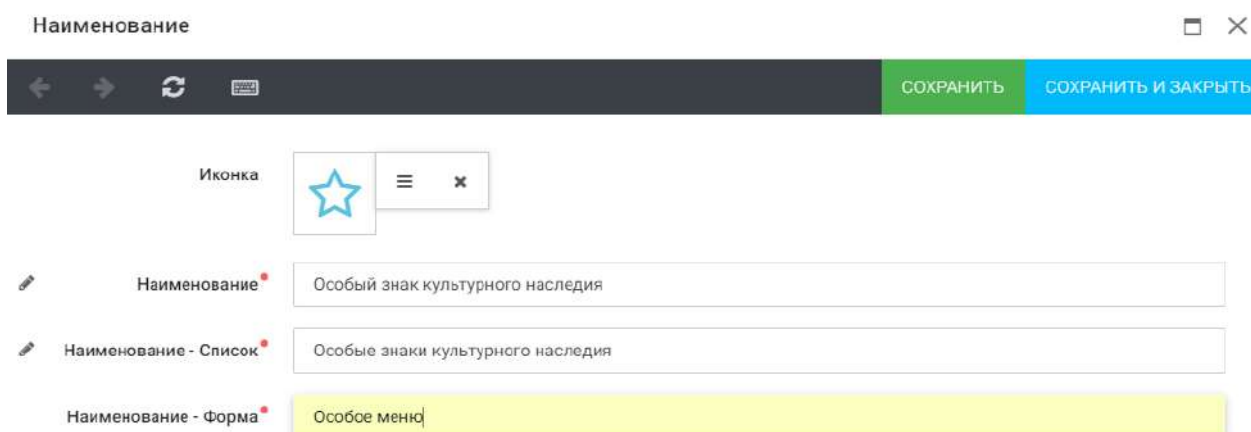 Наименование
СОХРАНИТЬ СОХРАНИТЬ И ЗАКРЫТЬ
Иконка
Наименование Особый знак культурного наследия
Наименование - Список Особые знаки культурного наследия
Наименование - Форма Особое меню